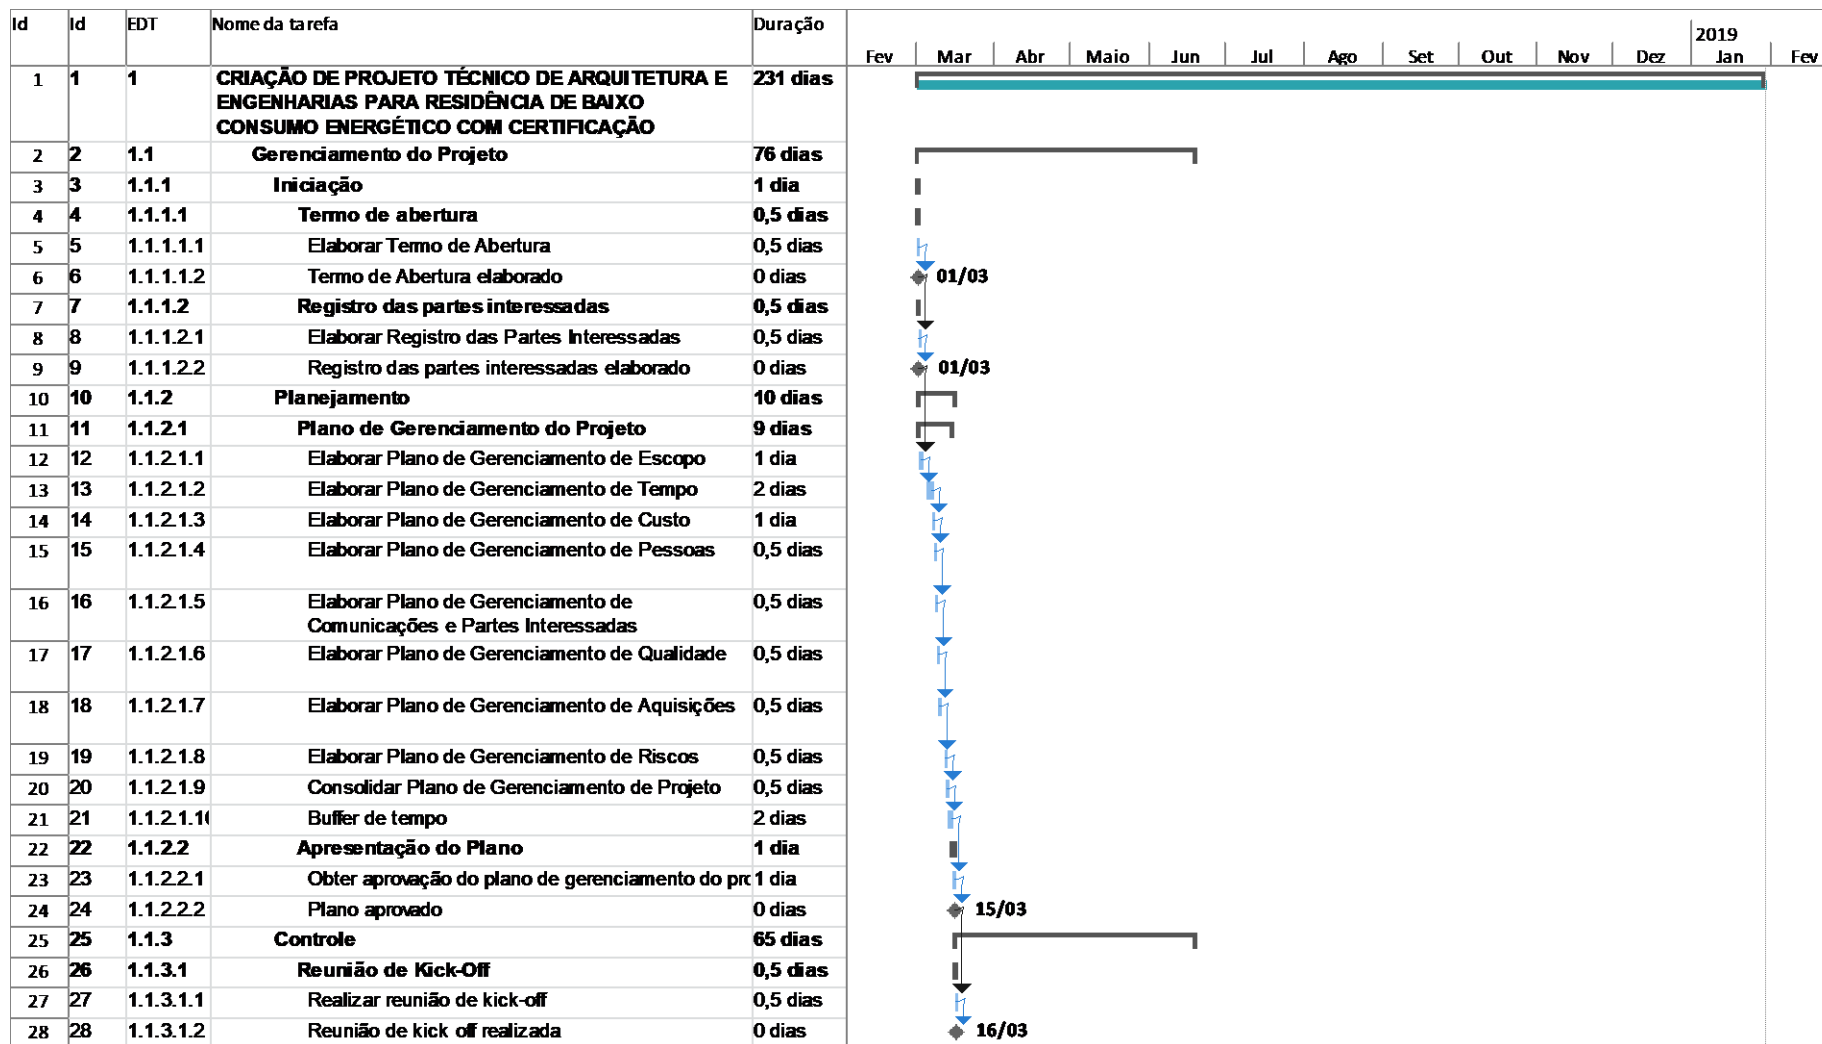 Id Id EDT Nome da tarefa Duração
2019
Fev Mar Abr Maio Jun Jul Ago Set Out Nov Dez Jan Fev
1 1 1 CRIAÇÃO DE PROJETO TÉCNICO DE ARQUITETURA E 231 dias
ENGENHARIAS PARA RESIDÊNCIA DE BAIXO
CONSUMO ENERGÉTICO COM CERTIFICAÇÃO
2 2 1.1 Gerenciamento do Projeto 76 dias
3 3 1.1.1 Iniciação 1 dia
4 4 1.1.1.1 Termo de abertura 0,5 dias
5 5 1.1.1.1.1 Elaborar Termo de Abertura 0,5 dias
6 6 1.1.1.1.2 Termo de Abertura elaborado 0 dias 01/03
7 7 1.1.1.2 Registro das partes interessadas 0,5 dias
8 8 1.1.1.2.1 Elaborar Registro das Partes Interessadas 0,5 dias
9 9 1.1.1.2.2 Registro das partes interessadas elaborado 0 dias 01/03
10 10 1.1.2 Planejamento 10 dias
11 11 1.1.2.1 Plano de Gerenciamento do Projeto 9 dias
12 12 1.1.2.1.1 Elaborar Plano de Gerenciamento de Escopo 1 dia
13 13 1.1.2.1.2 Elaborar Plano de Gerenciamento de Tempo 2 dias
14 14 1.1.2.1.3 Elaborar Plano de Gerenciamento de Custo 1 dia
15 15 1.1.2.1.4 Elaborar Plano de Gerenciamento de Pessoas 0,5 dias
16 16 1.1.2.1.5 Elaborar Plano de Gerenciamento de 0,5 dias
Comunicações e Partes Interessadas
17 17 1.1.2.1.6 Elaborar Plano de Gerenciamento de Qualidade 0,5 dias
18 18 1.1.2.1.7 Elaborar Plano de Gerenciamento de Aquisições 0,5 dias
19 19 1.1.2.1.8 Elaborar Plano de Gerenciamento de Riscos 0,5 dias
20 20 1.1.2.1.9 Consolidar Plano de Gerenciamento de Projeto 0,5 dias
21 21 1.1.2.1.10 Buffer de tempo 2 dias
22 22 1.1.2.2 Apresentação do Plano 1 dia
23 23 1.1.2.2.1 Obter aprovação do plano de gerenciamento do pro 1 dia
24 24 1.1.2.2.2 Plano aprovado 0 dias 15/03
25 25 1.1.3 Controle 65 dias
26 26 1.1.3.1 Reunião de Kick-Off 0,5 dias
27 27 1.1.3.1.1 Realizar reunião de kick-off 0,5 dias
28 28 1.1.3.1.2 Reunião de kick off realizada 0 dias 16/03